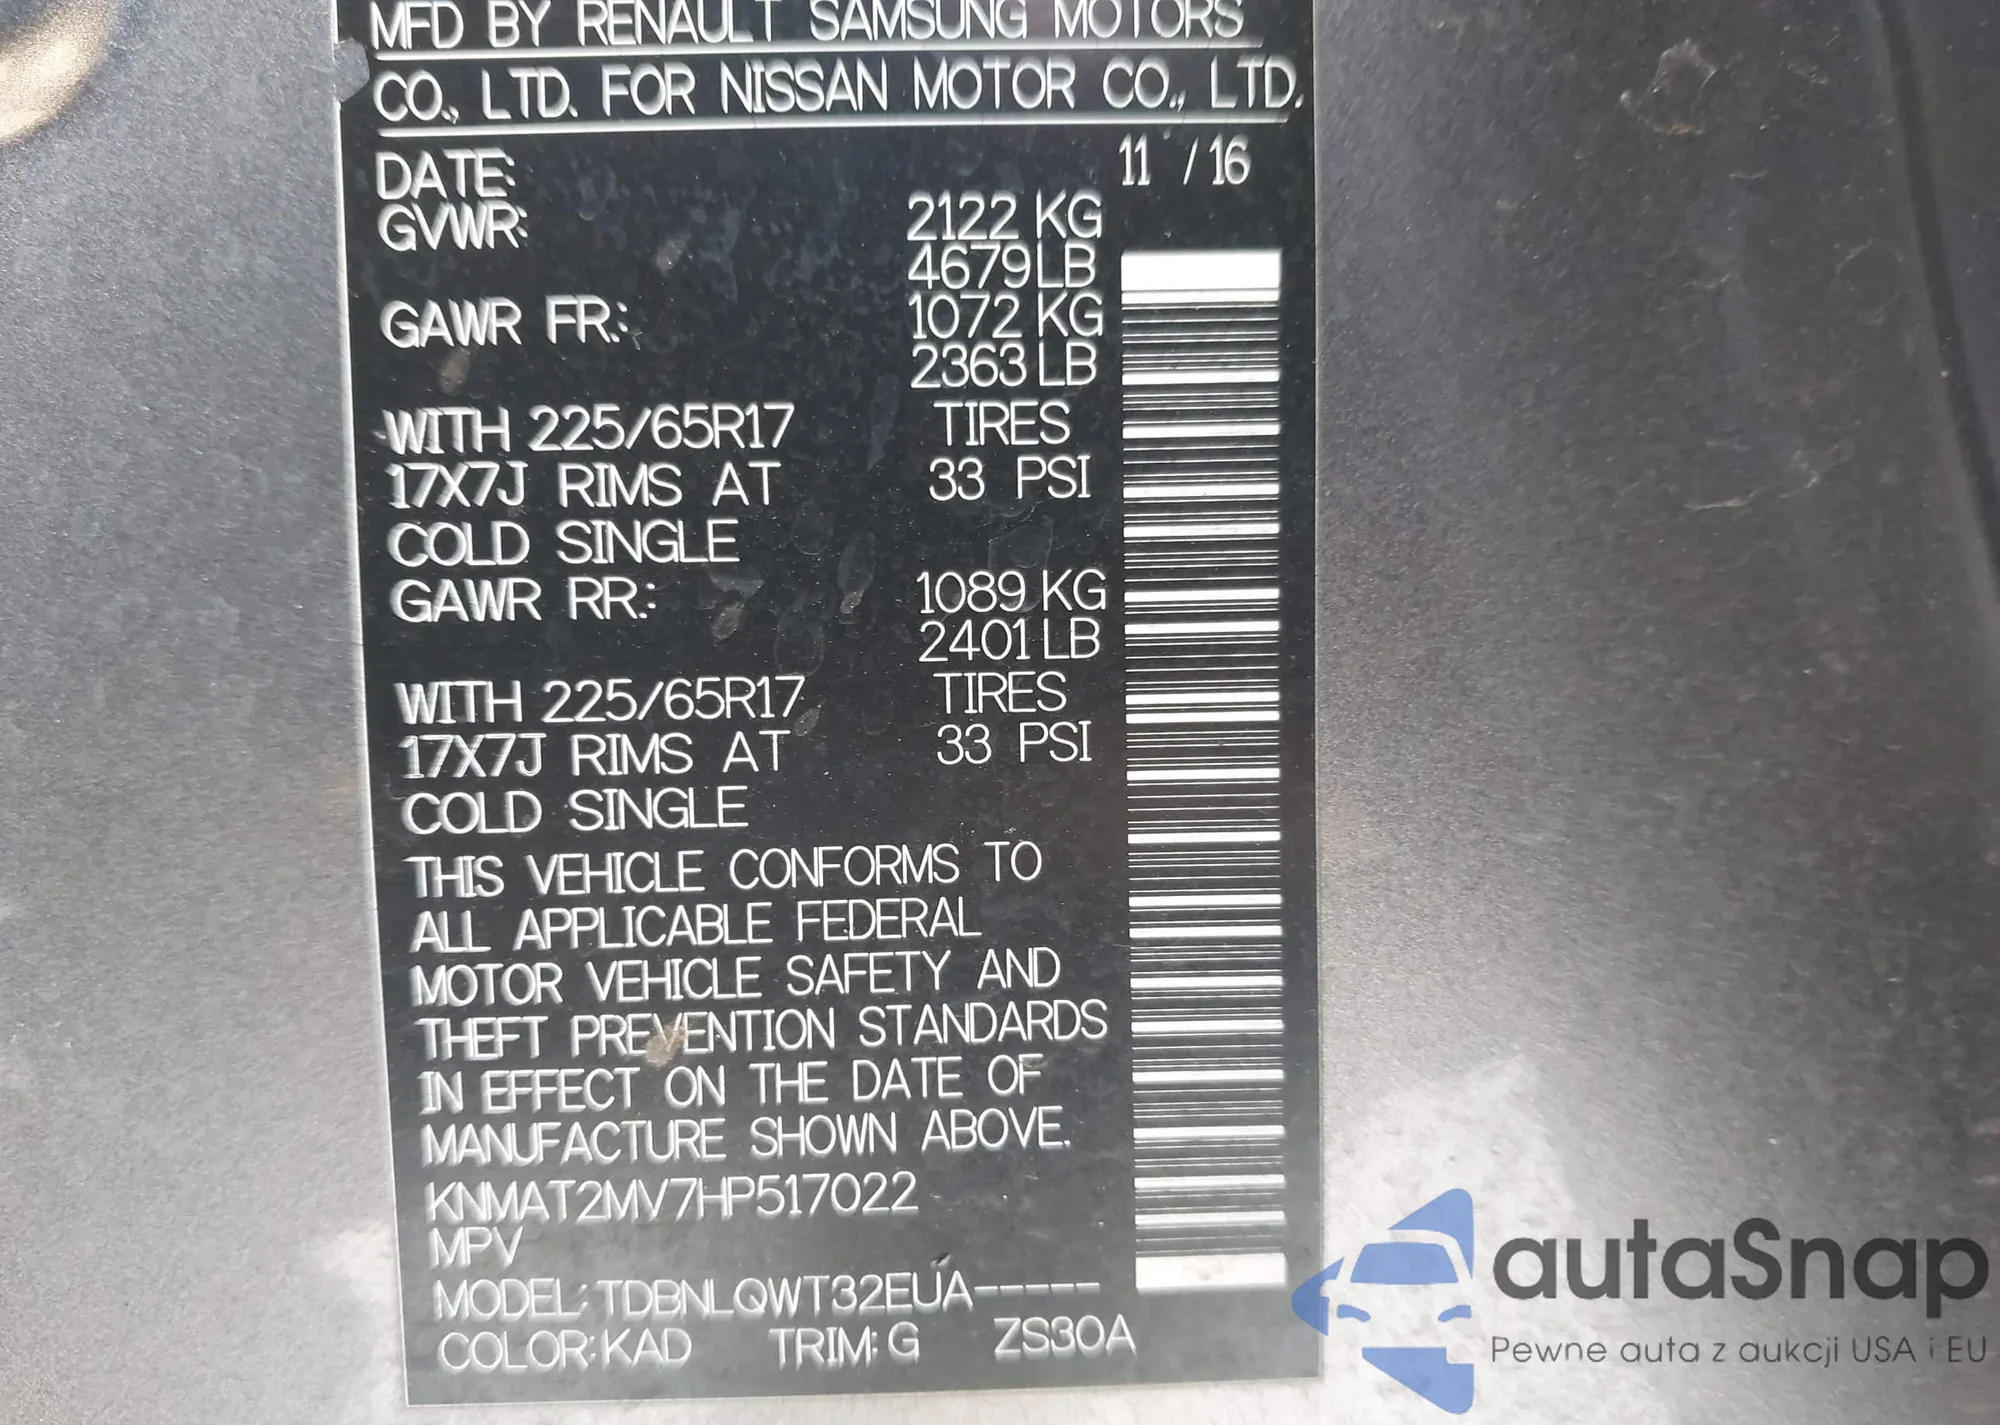 MFD BY RENAULT SAMSUNG MOTORS
CO., LTD. FOR NISSAN MOTOR CO., LTD.
DATE: 11 / 16
GVWR: 2122 KG
4679 LB
GAWR FR.: 1072 KG
2363 LB
WITH 225/65R17 TIRES
17X7J RIMS AT 33 PSI
COLD SINGLE
GAWR RR.: 1089 KG
2401 LB
WITH 225/65R17 TIRES
17X7J RIMS AT 33 PSI
COLD SINGLE
THIS VEHICLE CONFORMS TO
ALL APPLICABLE FEDERAL
MOTOR VEHICLE SAFETY AND
THEFT PREVENTION STANDARDS
IN EFFECT ON THE DATE OF
MANUFACTURE SHOWN ABOVE.
KNMAT2MV7HP517022
MPV
MODEL: TDBNLQWT32EUA-----
COLOR: KAD TRIM: G ZS30A
autaSnap
Pewne auta z aukcji USA i EU